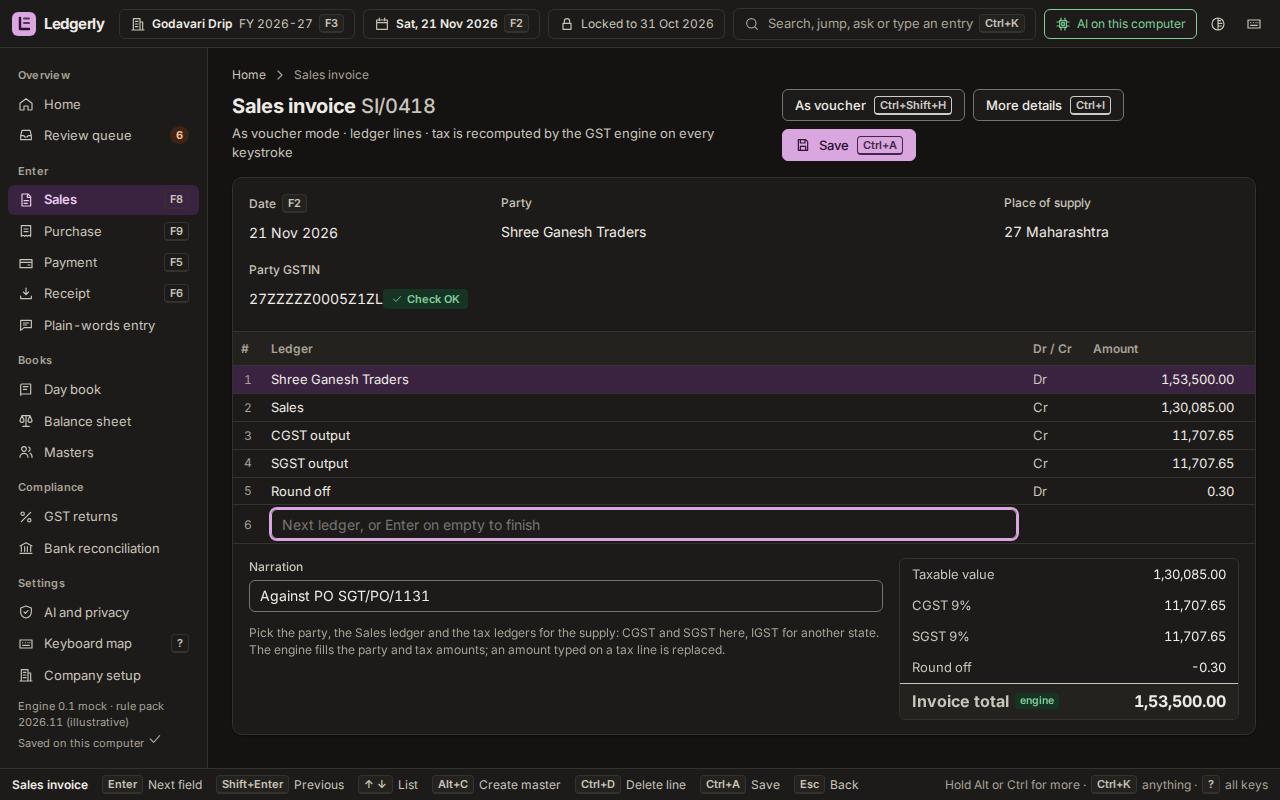 Ledgerly
Godavari Drip FY 2026-27 F3
Sat, 21 Nov 2026 F2
Locked to 31 Oct 2026
Search, jump, ask or type an entry Ctrl+K
AI on this computer
Overview
Home
Review queue 6
Enter
Sales F8
Purchase F9
Payment F5
Receipt F6
Plain-words entry
Books
Day book
Balance sheet
Masters
Compliance
GST returns
Bank reconciliation
Settings
AI and privacy
Keyboard map ?
Company setup
Engine 0.1 mock · rule pack
2026.11 (illustrative)
Saved on this computer
Home Sales invoice
Sales invoice SI/0418
As voucher mode · ledger lines · tax is recomputed by the GST engine on every
keystroke
As voucher Ctrl+Shift+H
More details Ctrl+I
Save Ctrl+A
Date F2 Party Place of supply
21 Nov 2026 Shree Ganesh Traders 27 Maharashtra
Party GSTIN
27ZZZZZ0005Z1ZL Check OK
# Ledger Dr / Cr Amount
1 Shree Ganesh Traders Dr 1,53,500.00
2 Sales Cr 1,30,085.00
3 CGST output Cr 11,707.65
4 SGST output Cr 11,707.65
5 Round off Dr 0.30
6 Next ledger, or Enter on empty to finish
Narration
Against PO SGT/PO/1131
Pick the party, the Sales ledger and the tax ledgers for the supply: CGST and SGST here, IGST for another state.
The engine fills the party and tax amounts; an amount typed on a tax line is replaced.
Taxable value 1,30,085.00
CGST 9% 11,707.65
SGST 9% 11,707.65
Round off -0.30
Invoice total engine 1,53,500.00
Sales invoice Enter Next field Shift+Enter Previous ↑ ↓ List Alt+C Create master Ctrl+D Delete line Ctrl+A Save Esc Back Hold Alt or Ctrl for more · Ctrl+K anything · ? all keys